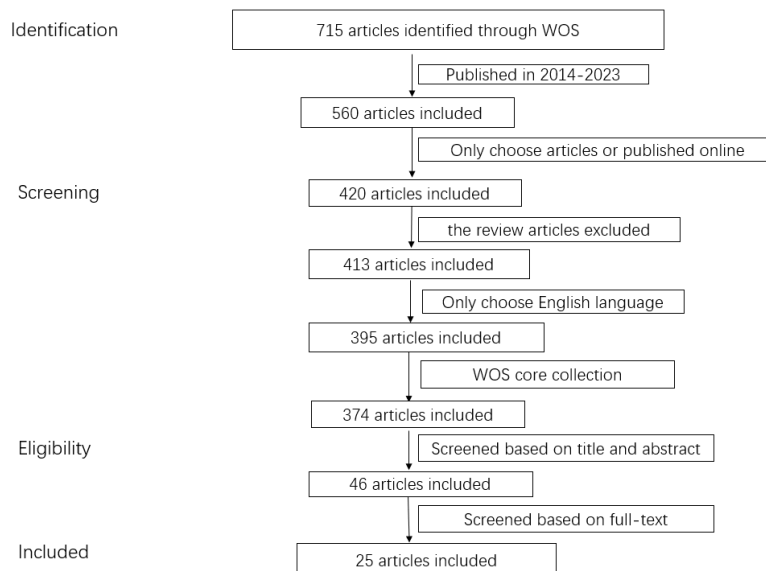 Identification
715 articles identified through WOS
Published in 2014-2023
560 articles included
Only choose articles or published online
Screening
420 articles included
the review articles excluded
413 articles included
Only choose English language
395 articles included
WOS core collection
374 articles included
Eligibility
Screened based on title and abstract
46 articles included
Screened based on full-text
Included
25 articles included